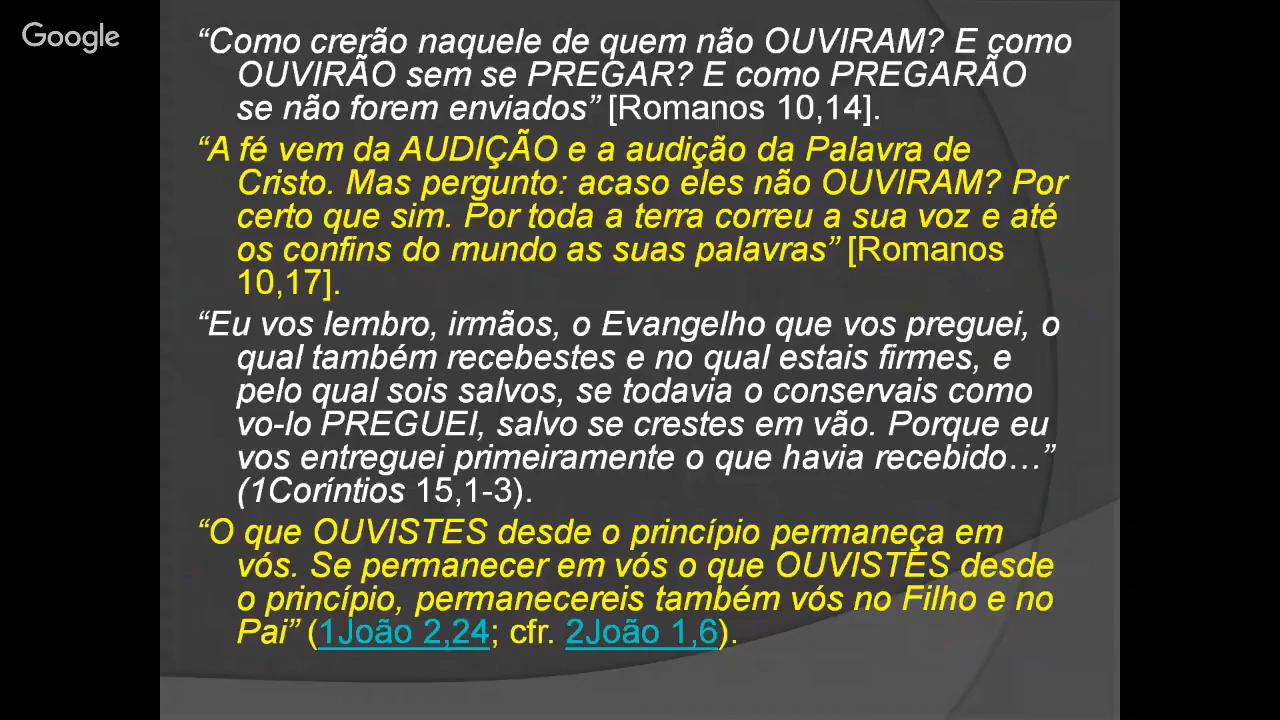 Google
“Como crerão naquele de quem não OUVIRAM? E como
OUVIRÃO sem se PREGAR? E como PREGARÃO
se não forem enviados” [Romanos 10,14].
“A fé vem da AUDIÇÃO e a audição da Palavra de
Cristo. Mas pergunto: acaso eles não OUVIRAM? Por
certo que sim. Por toda a terra correu a sua voz e até
os confins do mundo as suas palavras” [Romanos
10,17].
“Eu vos lembro, irmãos, o Evangelho que vos preguei, o
qual também recebestes e no qual estais firmes, e
pelo qual sois salvos, se todavia o conservais como
vo-lo PREGUEI, salvo se crestes em vão. Porque eu
vos entreguei primeiramente o que havia recebido…”
(1Coríntios 15,1-3).
“O que OUVISTES desde o princípio permaneça em
vós. Se permanecer em vós o que OUVISTES desde
o princípio, permanecereis também vós no Filho e no
Pai” (1João 2,24; cfr. 2João 1,6).